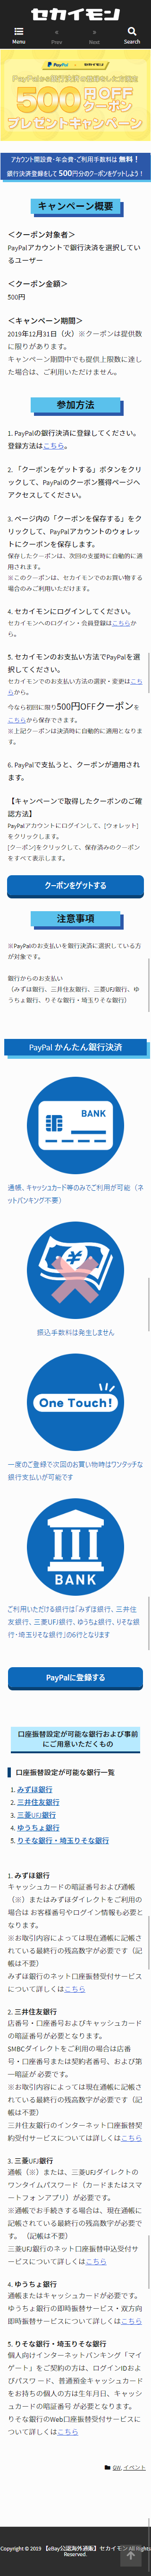 セカイモン
Menu
Prev
Next
Search
PayPal セカイモン
PayPalの銀行決済の登録をした方限定
500円OFFクーポン
プレゼントキャンペーン
アカウント開設費・年会費・ご利用手数料は 無料！
銀行決済登録をして 500円分のクーポンをゲットしよう！
キャンペーン概要
＜クーポン対象者＞
PayPalアカウントで銀行決済を選択しているユーザー
＜クーポン金額＞
500円
＜キャンペーン期間＞
2019年12月31日（火）※クーポンは提供数に限りがあります。
キャンペーン期間中でも提供上限数に達した場合は、ご利用いただけません。
参加方法
1. PayPalの銀行決済に登録してください。
登録方法はこちら。
2. 「クーポンをゲットする」ボタンをクリックして、PayPalのクーポン獲得ページへアクセスしてください。
3. ページ内の「クーポンを保存する」をクリックして、PayPalアカウントのウォレットにクーポンを保存します。
保存したクーポンは、次回の支援時に自動的に適用されます。
※このクーポンは、セカイモンでのお買い物する場合のみご利用いただけます。
4. セカイモンにログインしてください。
セカイモンへのログイン・会員登録はこちらから。
5. セカイモンのお支払い方法でPayPalを選択してください。
セカイモンでのお支払い方法の選択・変更はこちらから。
今なら初回に限り500円OFFクーポンをこちらから保存できます。
※上記クーポンは決済時に自動的に適用となります。
6. PayPalで支払うと、クーポンが適用されます。
【キャンペーンで取得したクーポンのご確認方法】
PayPalアカウントにログインして、[ウォレット]をクリックします。
[クーポン]をクリックして、保存済みのクーポンをすべて表示します。
クーポンをゲットする
注意事項
※PayPalのお支払いを銀行決済に選択している方が対象です。
銀行からのお支払い
（みずほ銀行、三井住友銀行、三菱UFJ銀行、ゆうちょ銀行、りそな銀行・埼玉りそな銀行）
PayPal かんたん銀行決済
BANK
通帳、キャッシュカード等のみでご利用が可能（ネットバンキング不要）
振込手数料は発生しません
One Touch!
一度のご登録で次回のお買い物時はワンタッチな銀行支払いが可能です
BANK
ご利用いただける銀行は「みずほ銀行、三井住友銀行、三菱UFJ銀行、ゆうちょ銀行、りそな銀行・埼玉りそな銀行」の6行となります
PayPalに登録する
口座振替設定が可能な銀行および事前にご用意いただくもの
口座振替設定が可能な銀行一覧
1. みずほ銀行
2. 三井住友銀行
3. 三菱UFJ銀行
4. ゆうちょ銀行
5. りそな銀行・埼玉りそな銀行
1. みずほ銀行
キャッシュカードの暗証番号および通帳（※）またはみずほダイレクトをご利用の場合は お客様番号やログイン情報も必要となります。
※お取引内容によっては現在通帳に記帳されている最終行の残高数字が必要です（記帳は不要）
みずほ銀行のネット口座振替受付サービスについて詳しくはこちら
2. 三井住友銀行
店番号・口座番号およびキャッシュカードの暗証番号が必要となります。
SMBCダイレクトをご利用の場合は店番号・口座番号または契約者番号、および第一暗証が 必要です。
※お取引内容によっては現在通帳に記帳されている最終行の残高数字が必要です（記帳は不要）
三井住友銀行のインターネット口座振替契約受付サービスについては詳しくはこちら
3. 三菱UFJ銀行
通帳（※）または、三菱UFJダイレクトのワンタイムパスワード（カードまたはスマートフォンアプリ）が必要です。
※通帳でお手続きする場合は、現在通帳に記帳されている最終行の残高数字が必要です。（記帳は不要）
三菱UFJ銀行のネット口座振替申込受付サービスについて詳しくはこちら
4. ゆうちょ銀行
通帳またはキャッシュカードが必要です。
ゆうちょ銀行の即時振替サービス・双方向即時振替サービスについて詳しくはこちら
5. りそな銀行・埼玉りそな銀行
個人向けインターネットバンキング「マイゲート」をご契約の方は、ログインIDおよびパスワード、普通預金キャッシュカードをお持ちの個人の方は生年月日、キャッシュカードの暗証番号 が必要となります。
りそな銀行のWeb口座振替受付サービスについて詳しくはこちら
GW, イベント
Copyright © 2019 【eBay公認海外通販】セカイモン All Rights Reserved.